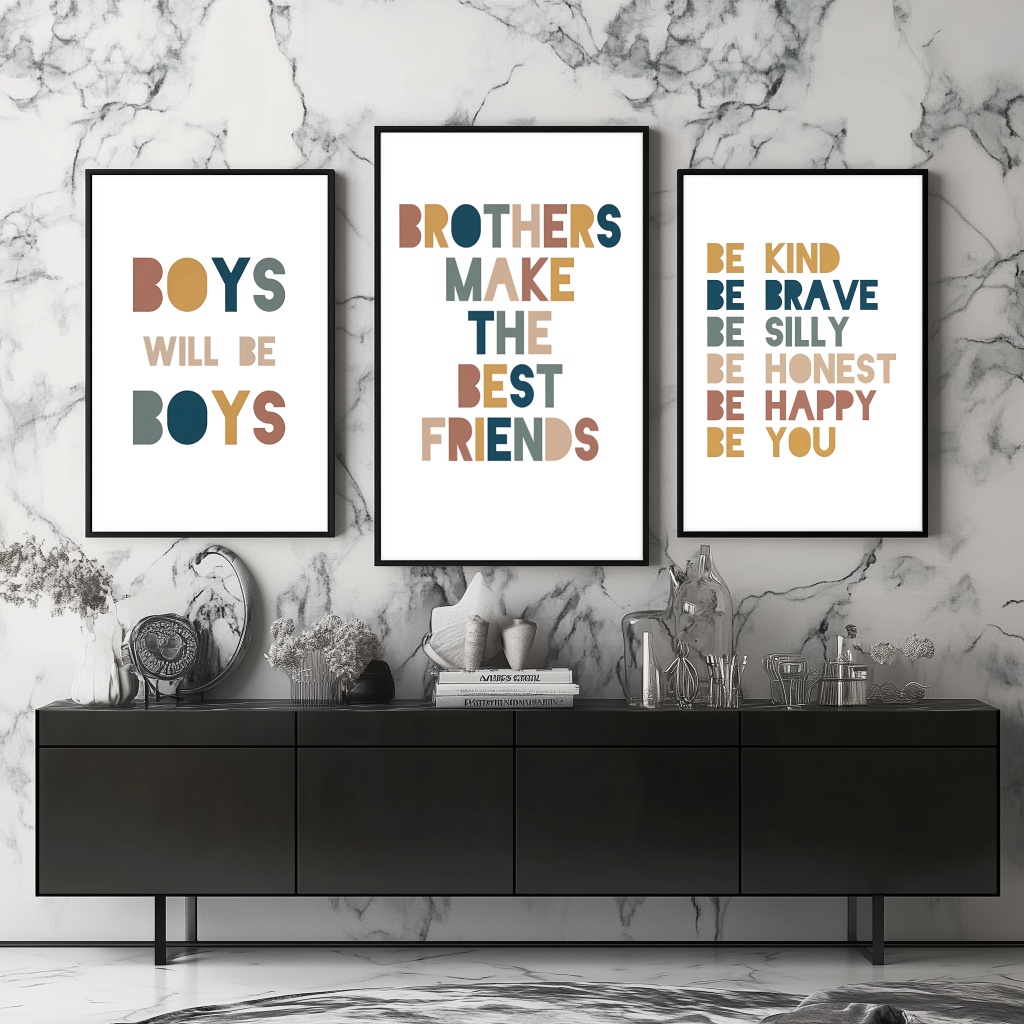 BOYS
WILL BE
BOYS
BROTHERS
MAKE
THE
BEST
FRIENDS
BE KIND
BE BRAVE
BE SILLY
BE HONEST
BE HAPPY
BE YOU